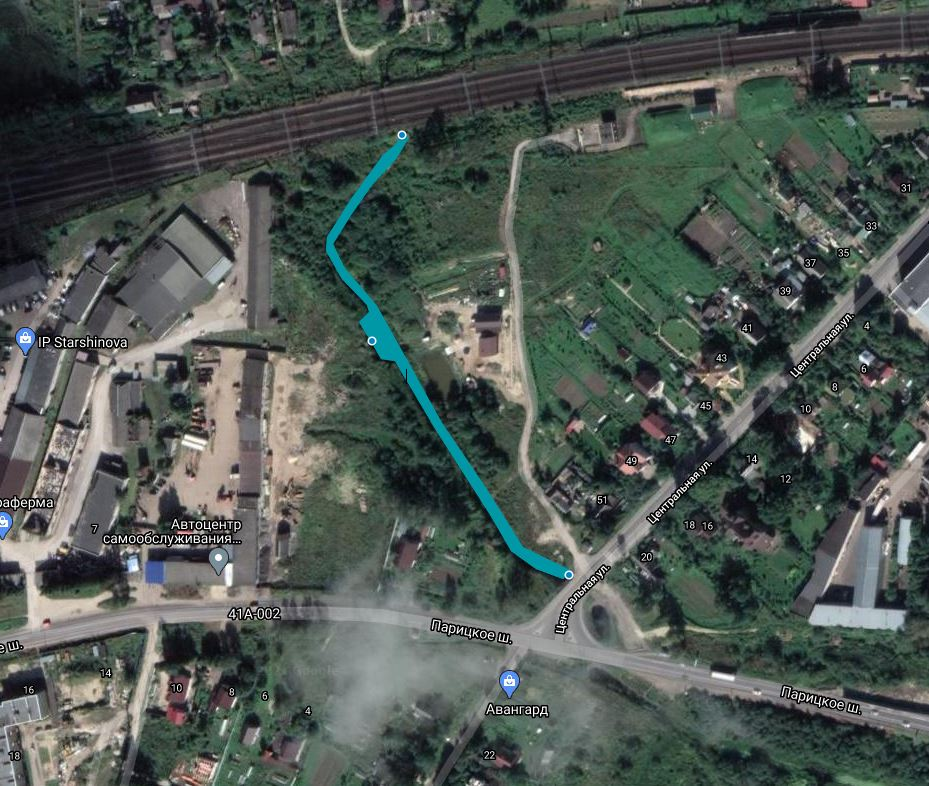 31
33
35
37
39
Центральная ул.
4
41
IP Starshinova
43
6
8
45
10
47
49
14
12
Центральная ул.
51
18 16
раферма
7
Автоцентр
самообслуживания...
20
Центральная ул.
41A-002
Парицкое ш.
е ш.
14
16
10
8
6
4
Парицкое ш.
Авангард
22
18